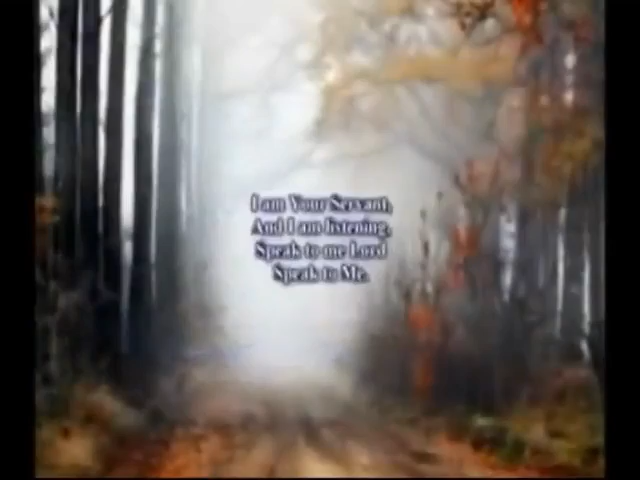 I am Your Servant,
And I am listening,
Speak to me Lord
Speak to Me.